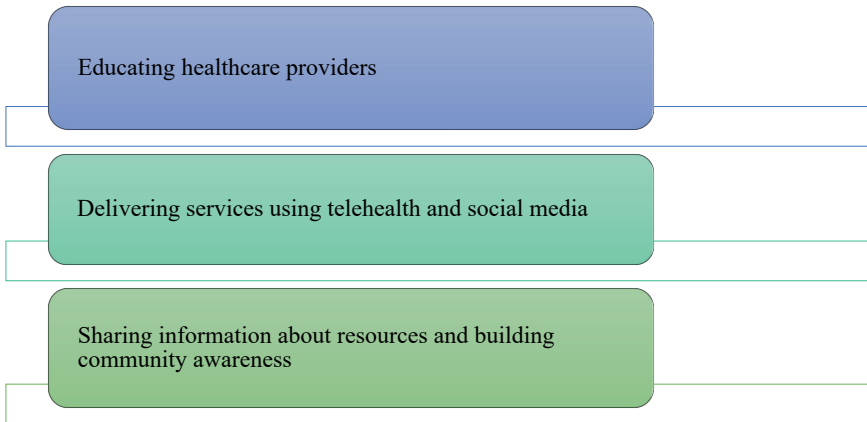 Educating healthcare providers
Delivering services using telehealth and social media
Sharing information about resources and building
community awareness